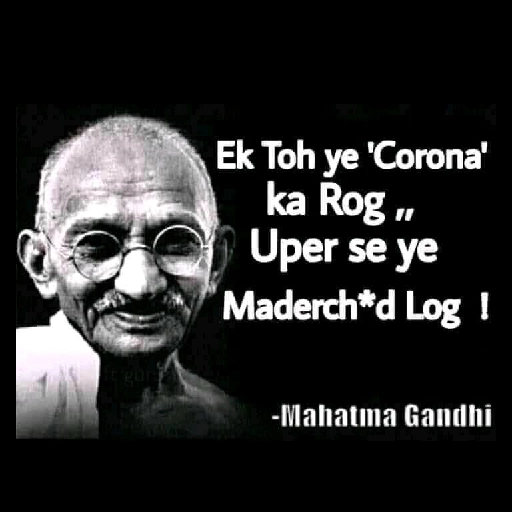 Ek Toh ye 'Corona'
ka Rog ,,
Uper se ye
Maderch*d Log !
-Mahatma Gandhi